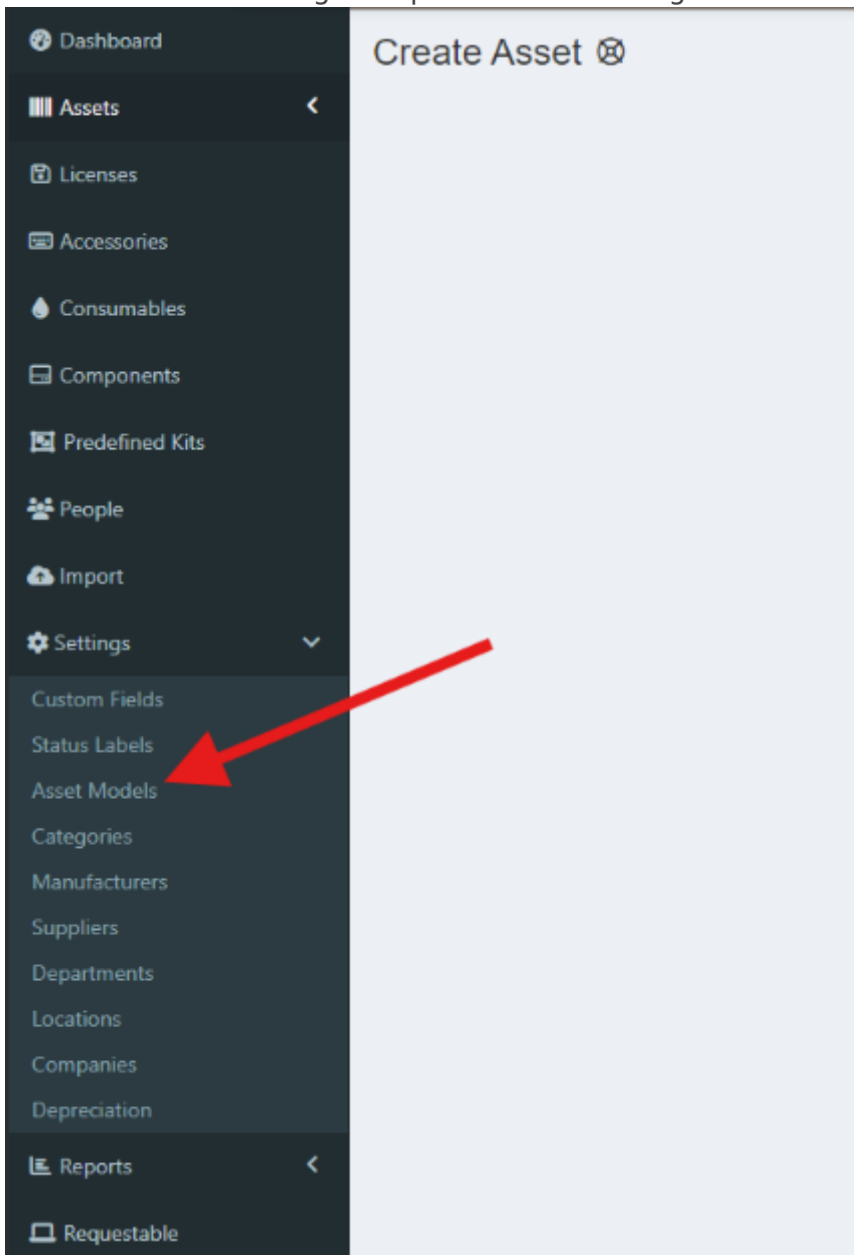 Dashboard
Create Asset
Assets
Licenses
Accessories
Consumables
Components
Predefined Kits
People
Import
Settings
Custom Fields
Status Labels
Asset Models
Categories
Manufacturers
Suppliers
Departments
Locations
Companies
Depreciation
Reports
Requestable